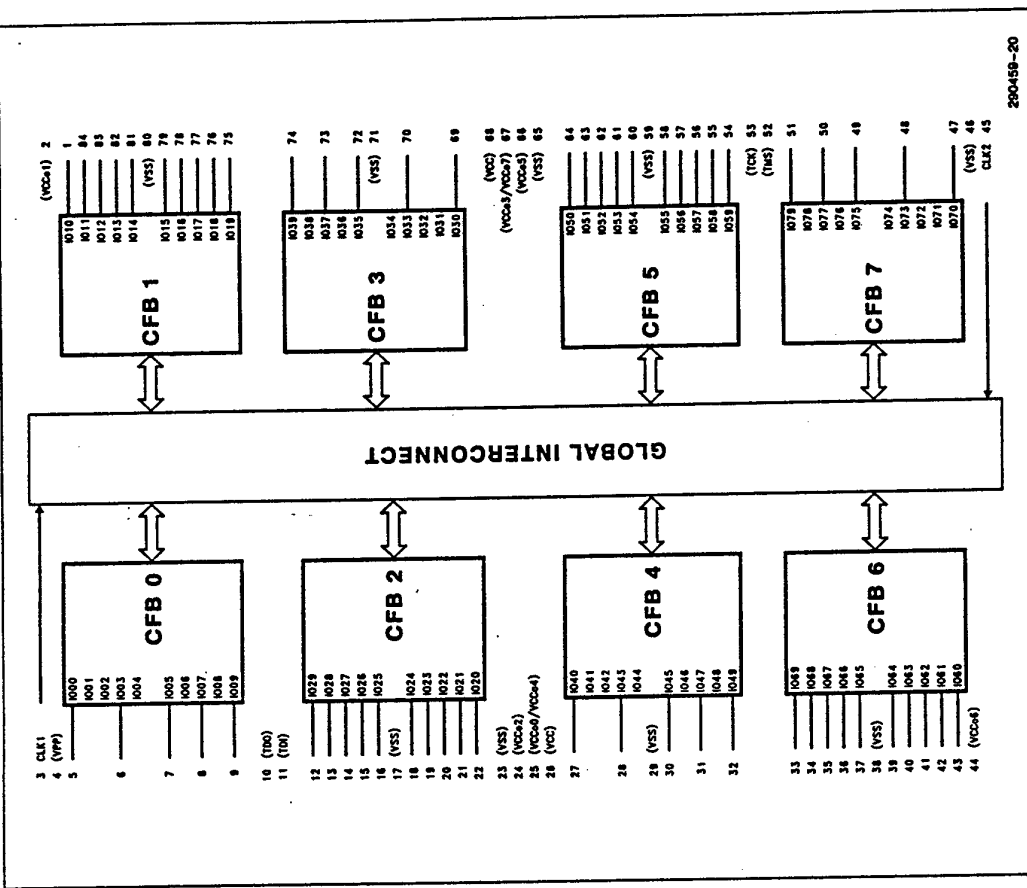 3 CLK1
4 (VPP)
5 IO00
IO01
IO02
6 IO03
IO04
7 IO05
IO06
8 IO07
IO08
9 IO09
CFB 0
10 (TDO)
11 (TDI)
12 IO29
13 IO28
14 IO27
15 IO26
16 IO25
17 (VSS)
18 IO24
19 IO23
20 IO22
21 IO21
22 IO20
CFB 2
23 (VSS)
24 (VCCo2)
25 (VCCo0/VCCo4)
26 (VCC)
27 IO40
IO41
IO42
28 IO43
IO44
29 (VSS)
30 IO45
IO46
31 IO47
IO48
32 IO49
CFB 4
33 IO69
34 IO68
35 IO67
36 IO66
37 IO65
38 (VSS)
39 IO64
40 IO63
41 IO62
42 IO61
43 IO60
44 (VCCo6)
CFB 6
GLOBAL INTERCONNECT
(VCCo1) 2
IO10 1
IO11 84
IO12 83
IO13 82
IO14 81
(VSS) 80
IO15 79
IO16 78
IO17 77
IO18 76
IO19 75
CFB 1
IO39 74
IO38
IO37 73
IO36
IO35 72
(VSS) 71
IO34
IO33 70
IO32
IO31
IO30 69
CFB 3
(VCC) 68
(VCCo3/VCCo7) 67
(VCCo5) 66
(VSS) 65
IO50 64
IO51 63
IO52 62
IO53 61
IO54 60
(VSS) 59
IO55 58
IO56 57
IO57 56
IO58 55
IO59 54
CFB 5
(TCK) 53
(TMS) 52
IO79 51
IO78
IO77 50
IO76
IO75 49
IO74
IO73 48
IO72
IO71
IO70 47
(VSS) 46
CLK2 45
CFB 7
290459-20